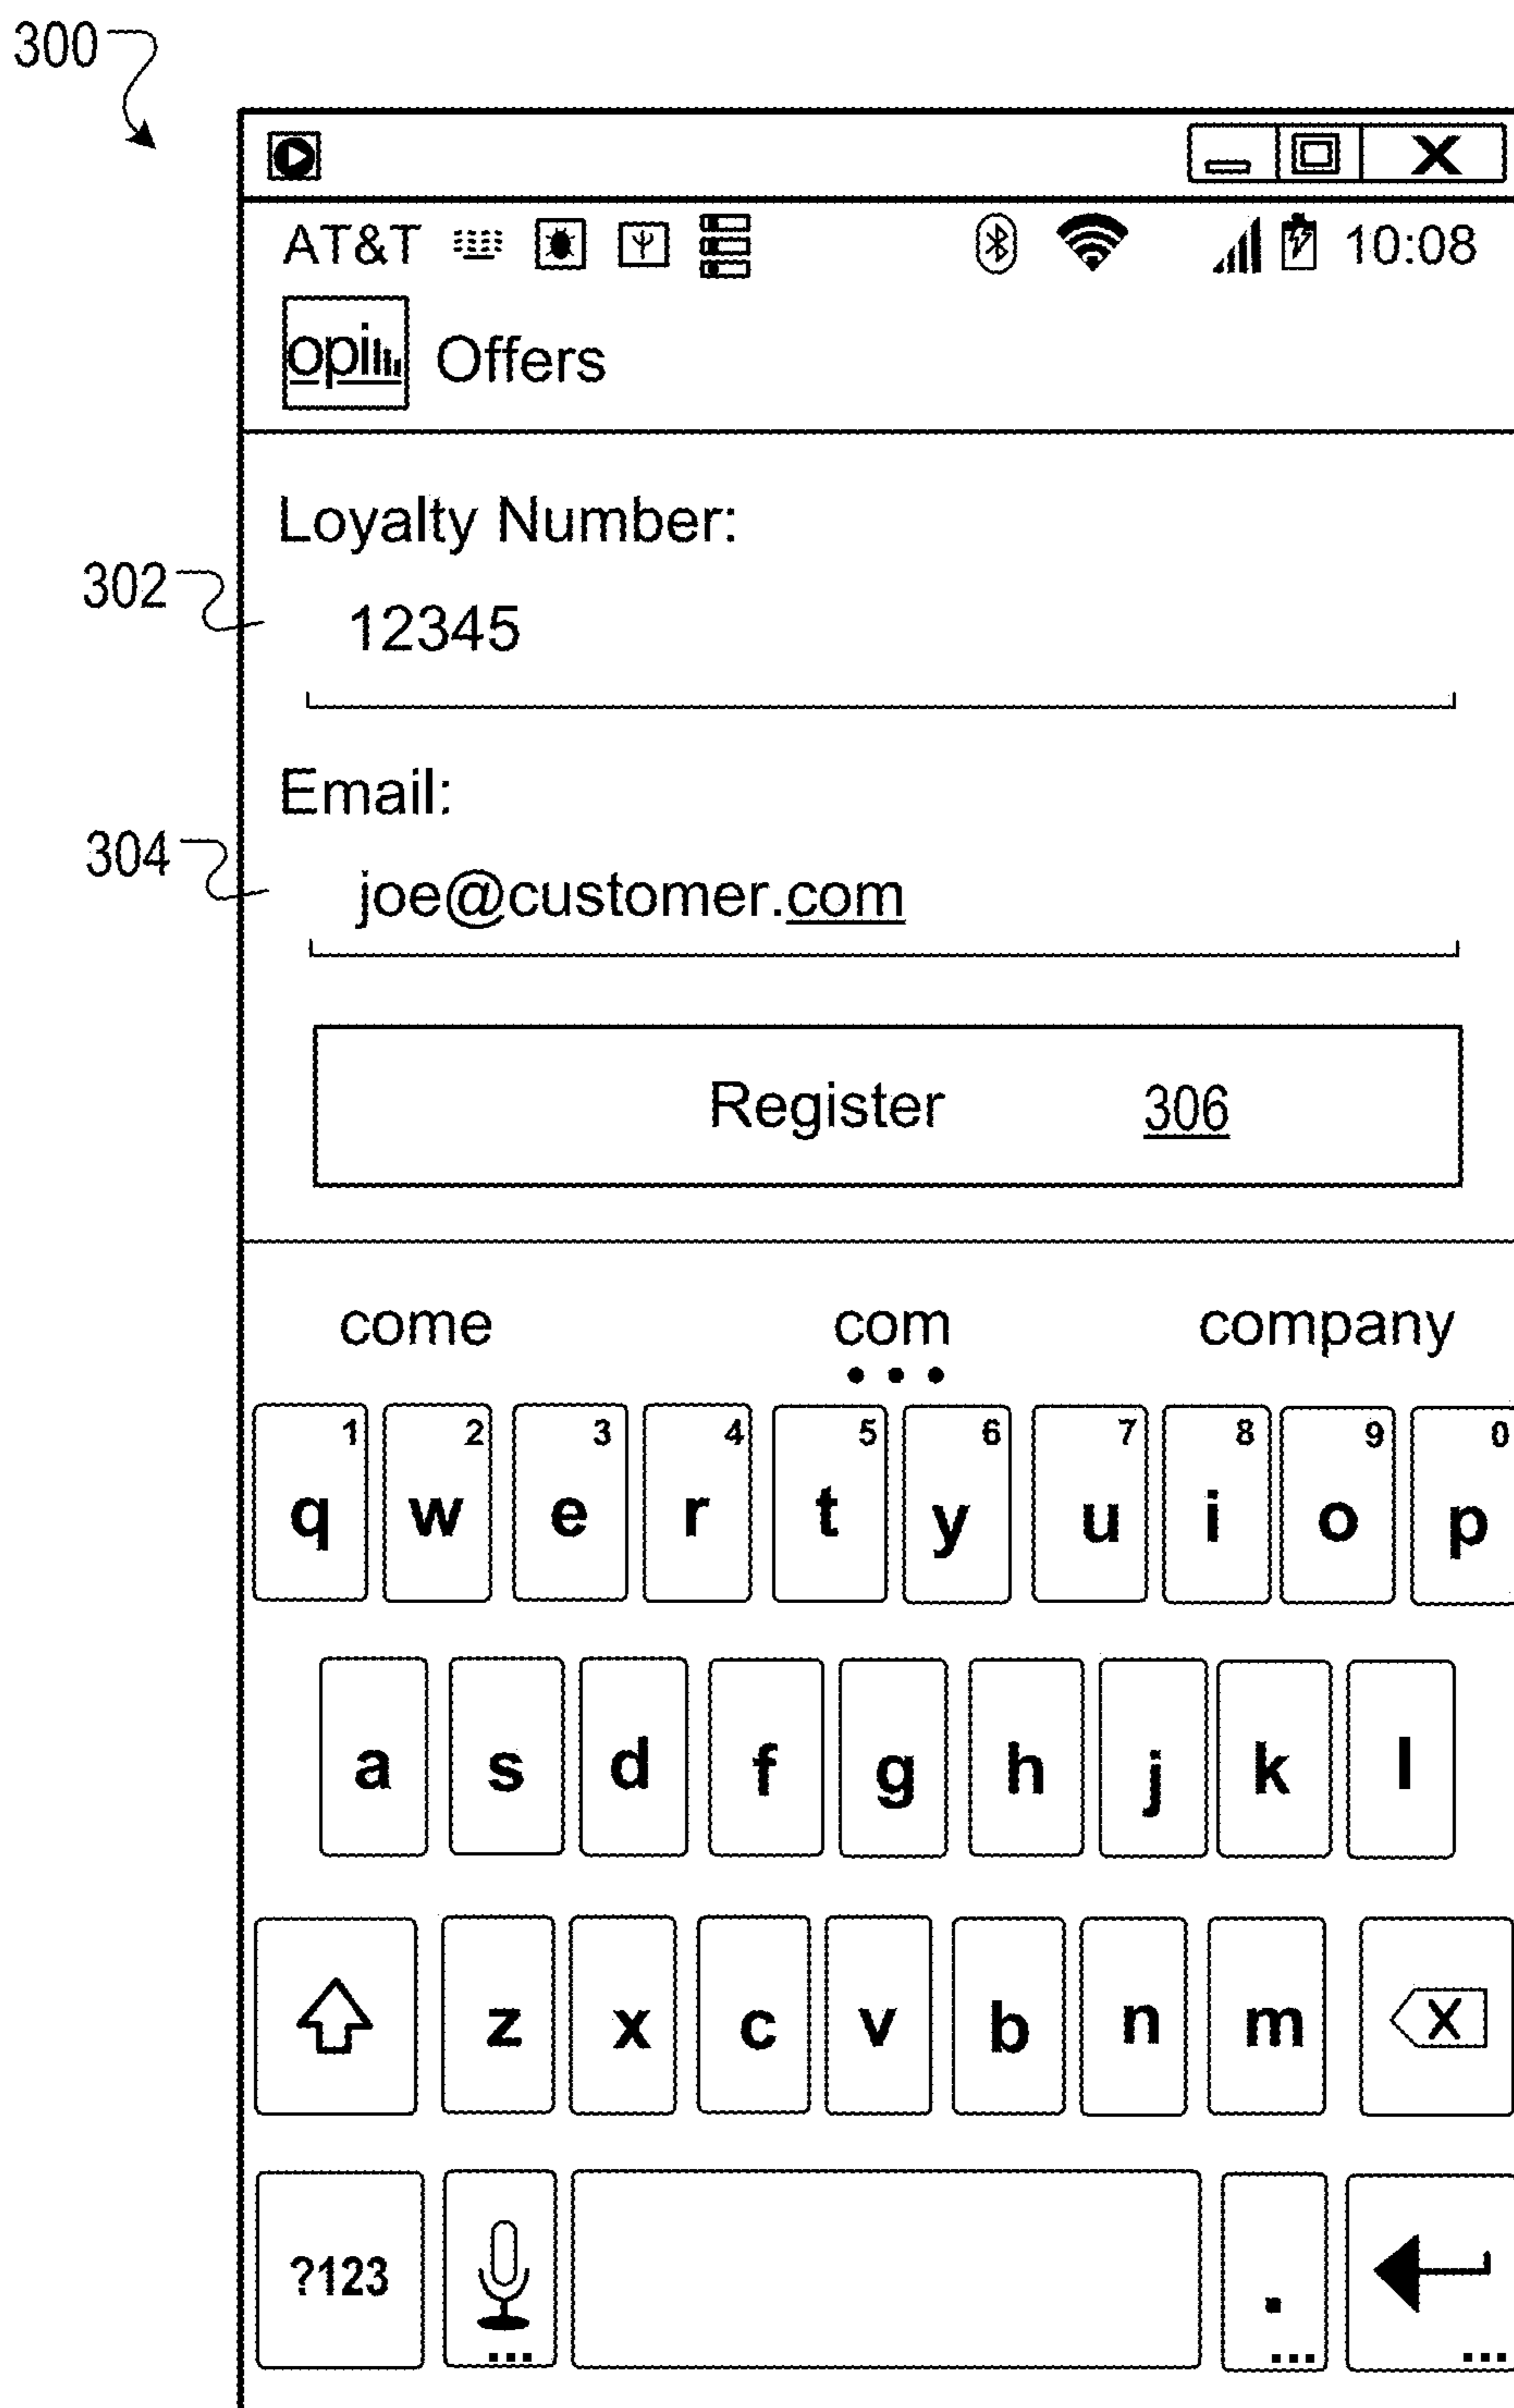 300
AT&T 10:08
opi Offers
Loyalty Number:
302
12345
Email:
304
joe@customer.com
Register 306
come com company
1 2 3 4 5 6 7 8 9 0
q w e r t y u i o p
a s d f g h j k l
z x c v b n m X
?123 . ...